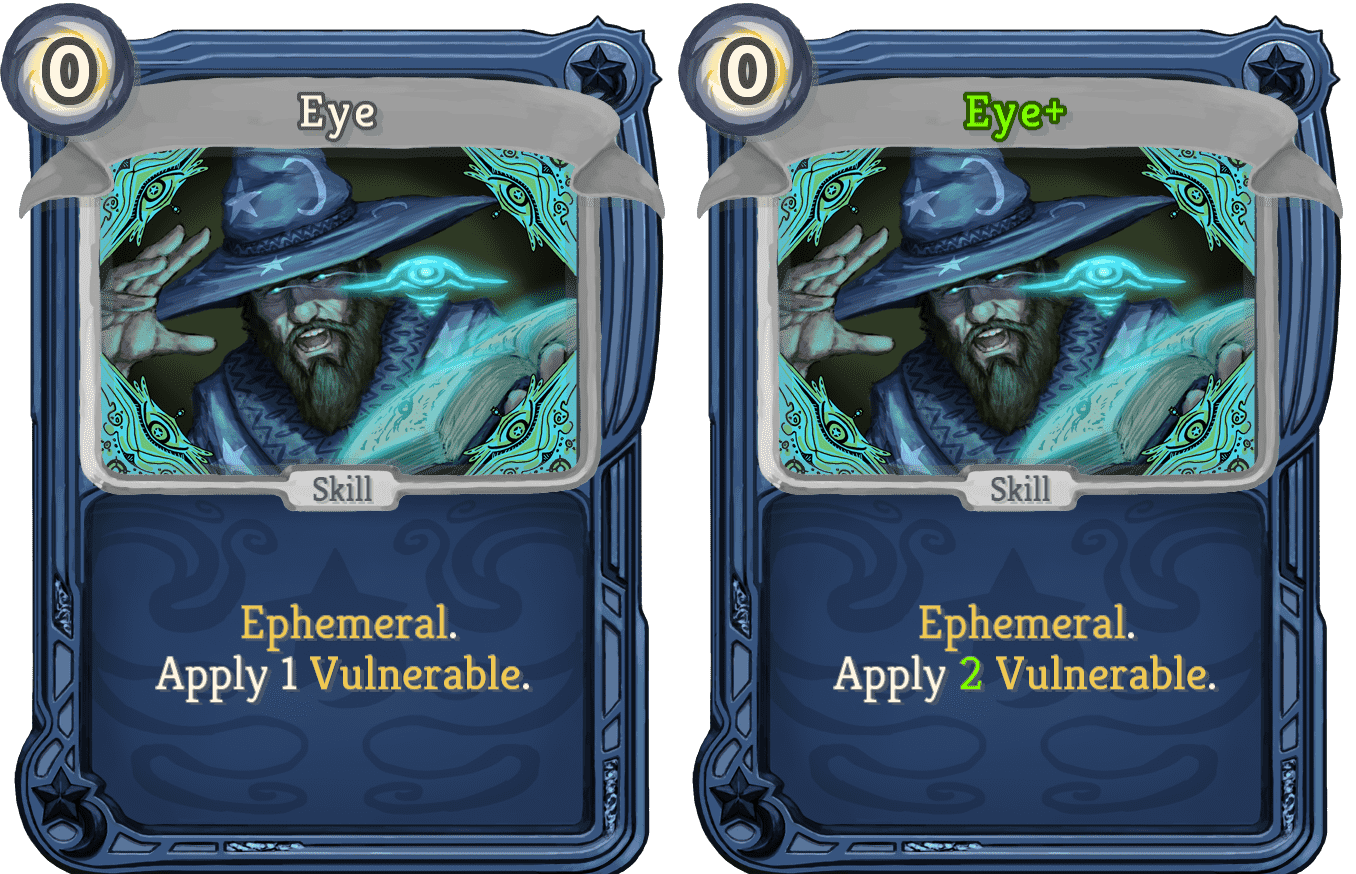 0
Eye
Skill
Ephemeral.
Apply 1 Vulnerable.
0
Eye+
Skill
Ephemeral.
Apply 2 Vulnerable.